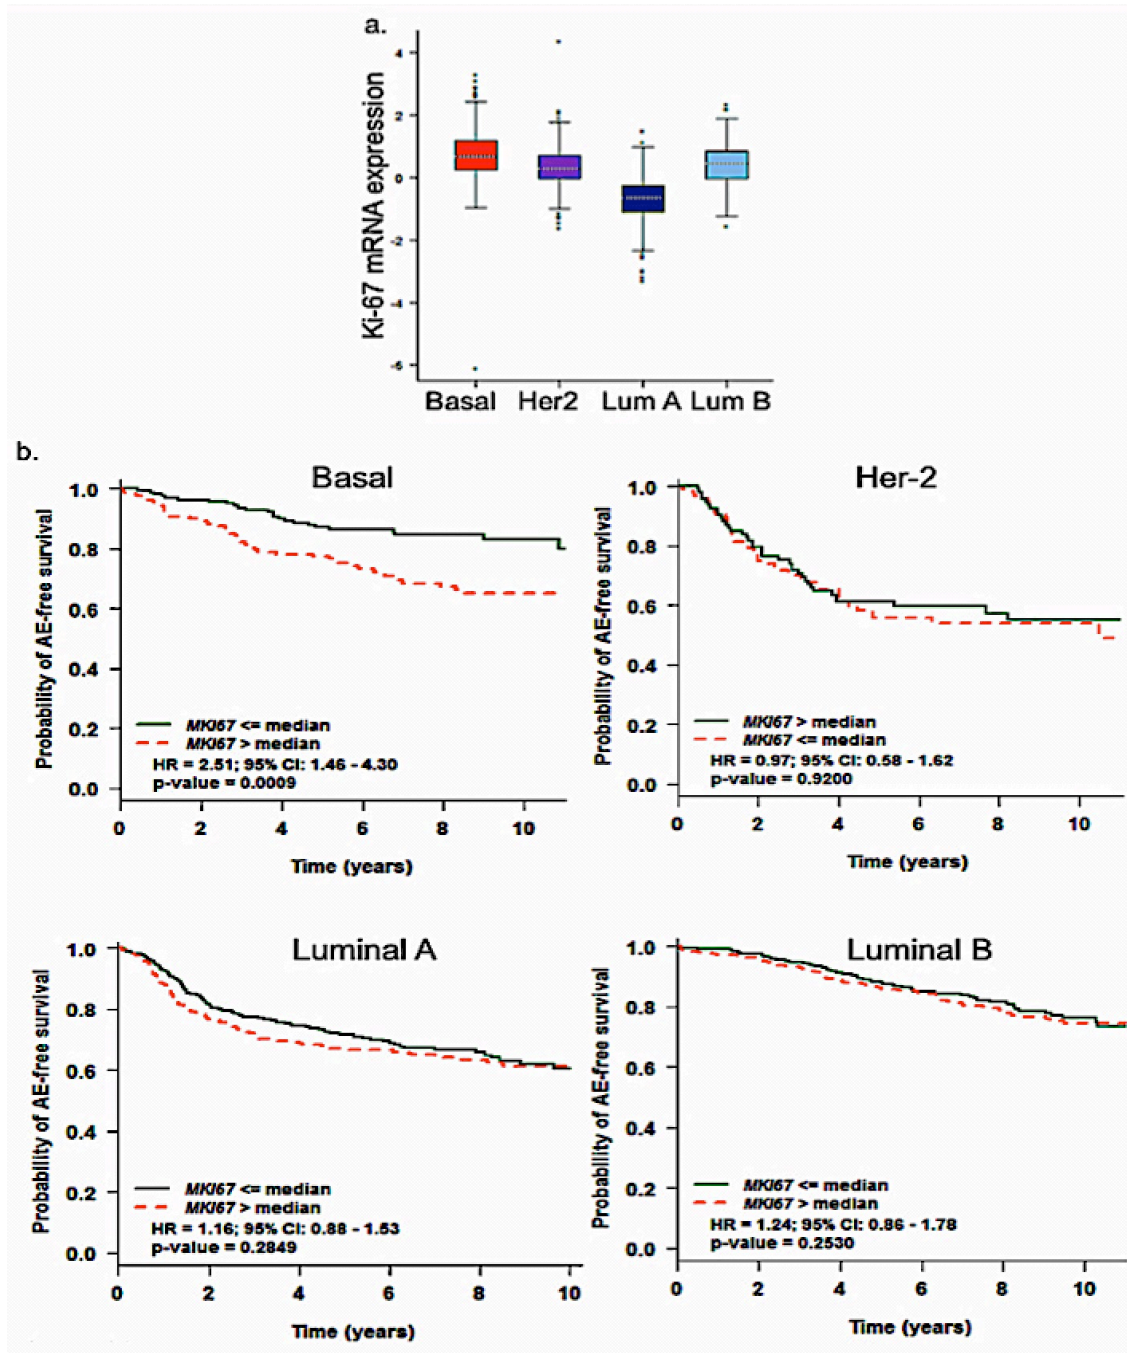 a.
Ki-67 mRNA expression
4
2
0
-2
-4
-6
Basal Her2 Lum A Lum B
b.
Basal
Probability of AE-free survival
1.0
0.8
0.6
0.4
0.2
0.0
MKI67 <= median
MKI67 > median
HR = 2.51; 95% CI: 1.46 - 4.30
p-value = 0.0009
0 2 4 6 8 10
Time (years)
Her-2
Probability of AE-free survival
1.0
0.8
0.6
0.4
0.2
0.0
MKI67 > median
MKI67 <= median
HR = 0.97; 95% CI: 0.58 - 1.62
p-value = 0.9200
0 2 4 6 8 10
Time (years)
Luminal A
Probability of AE-free survival
1.0
0.8
0.6
0.4
0.2
0.0
MKI67 <= median
MKI67 > median
HR = 1.16; 95% CI: 0.88 - 1.53
p-value = 0.2849
0 2 4 6 8 10
Time (years)
Luminal B
Probability of AE-free survival
1.0
0.8
0.6
0.4
0.2
0.0
MKI67 <= median
MKI67 > median
HR = 1.24; 95% CI: 0.86 - 1.78
p-value = 0.2530
0 2 4 6 8 10
Time (years)